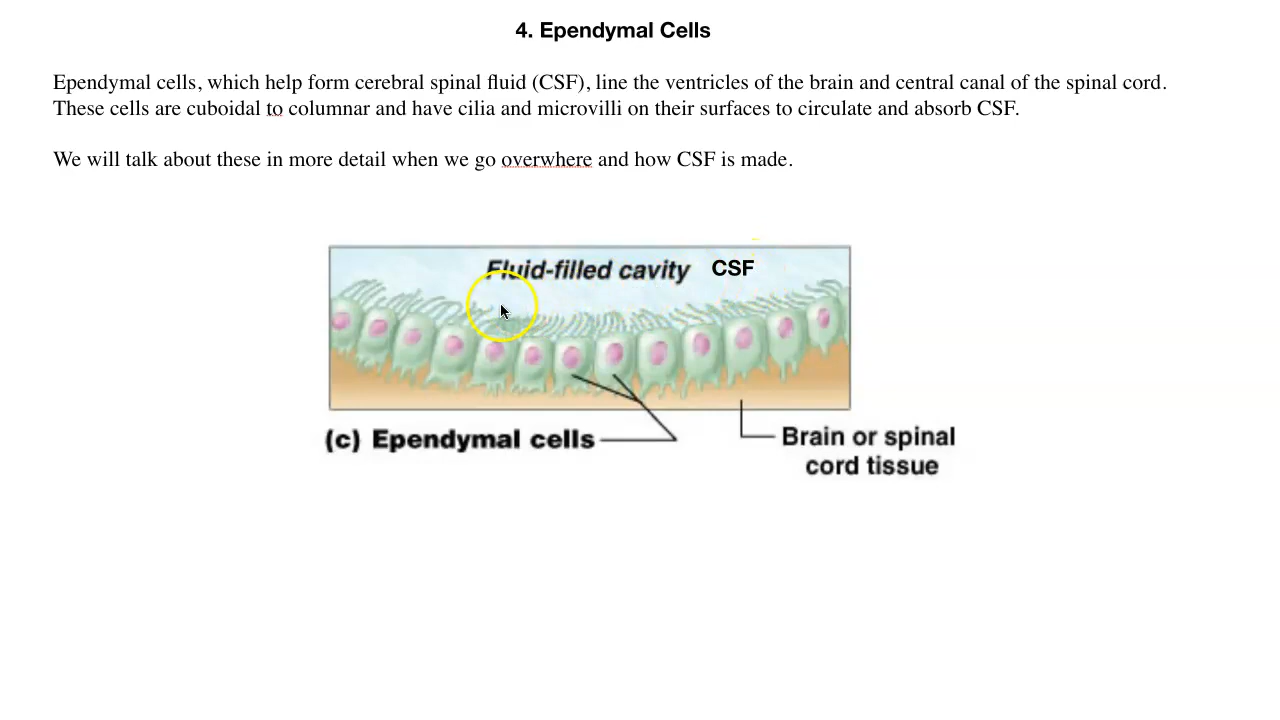 4. Ependymal Cells
Ependymal cells, which help form cerebral spinal fluid (CSF), line the ventricles of the brain and central canal of the spinal cord.
These cells are cuboidal to columnar and have cilia and microvilli on their surfaces to circulate and absorb CSF.
We will talk about these in more detail when we go overwhere and how CSF is made.
Fluid-filled cavity CSF
(c) Ependymal cells
Brain or spinal
cord tissue